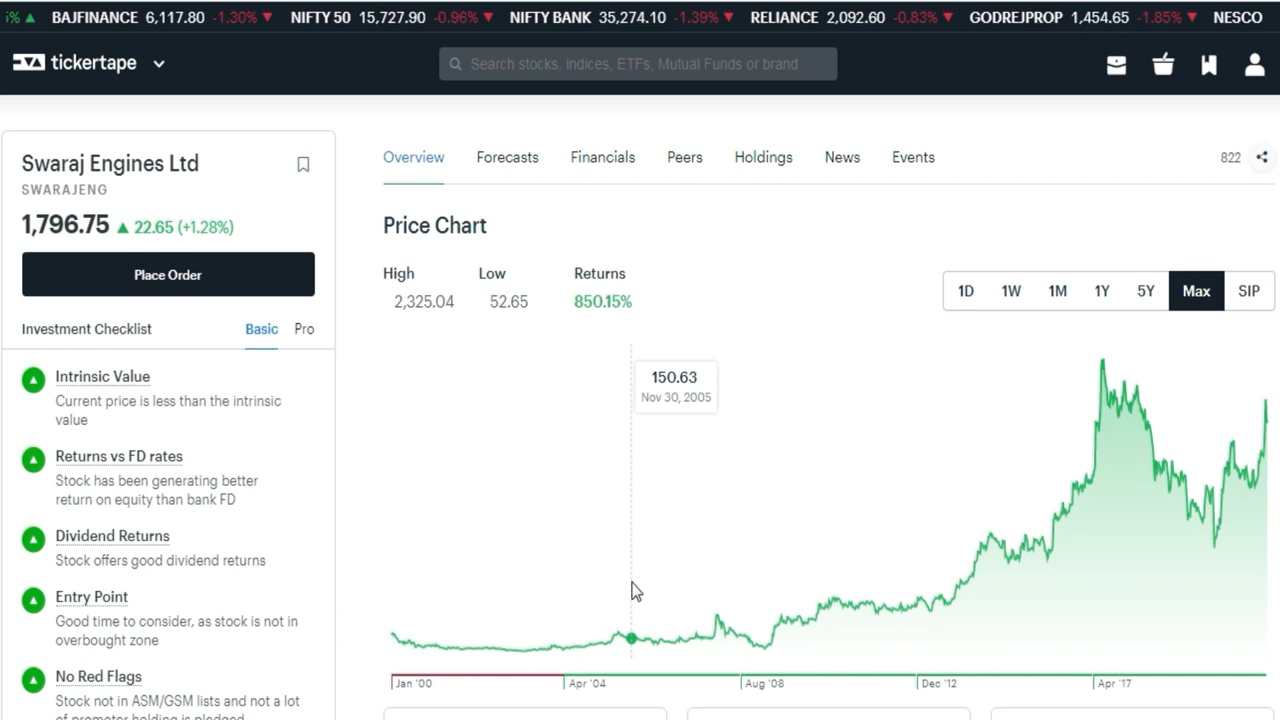 5% ▲ BAJFINANCE 6,117.80 -1.30% ▼ NIFTY 50 15,727.90 -0.96% ▼ NIFTY BANK 35,274.10 -1.39% ▼ RELIANCE 2,092.60 -0.83% ▼ GODREJPROP 1,454.65 -1.85% ▼ NESCO
tickertape
Search stocks, indices, ETFs, Mutual Funds or brand
Swaraj Engines Ltd
SWARAJENG
1,796.75 ▲ 22.65 (+1.28%)
Place Order
Investment Checklist Basic Pro
Intrinsic Value
Current price is less than the intrinsic
value
Returns vs FD rates
Stock has been generating better
return on equity than bank FD
Dividend Returns
Stock offers good dividend returns
Entry Point
Good time to consider, as stock is not in
overbought zone
No Red Flags
Stock not in ASM/GSM lists and not a lot
of promoter holding is pledged
Overview Forecasts Financials Peers Holdings News Events 822
Price Chart
High Low Returns
2,325.04 52.65 850.15%
1D 1W 1M 1Y 5Y Max SIP
150.63
Nov 30, 2005
Jan '00 Apr '04 Aug '08 Dec '12 Apr '17